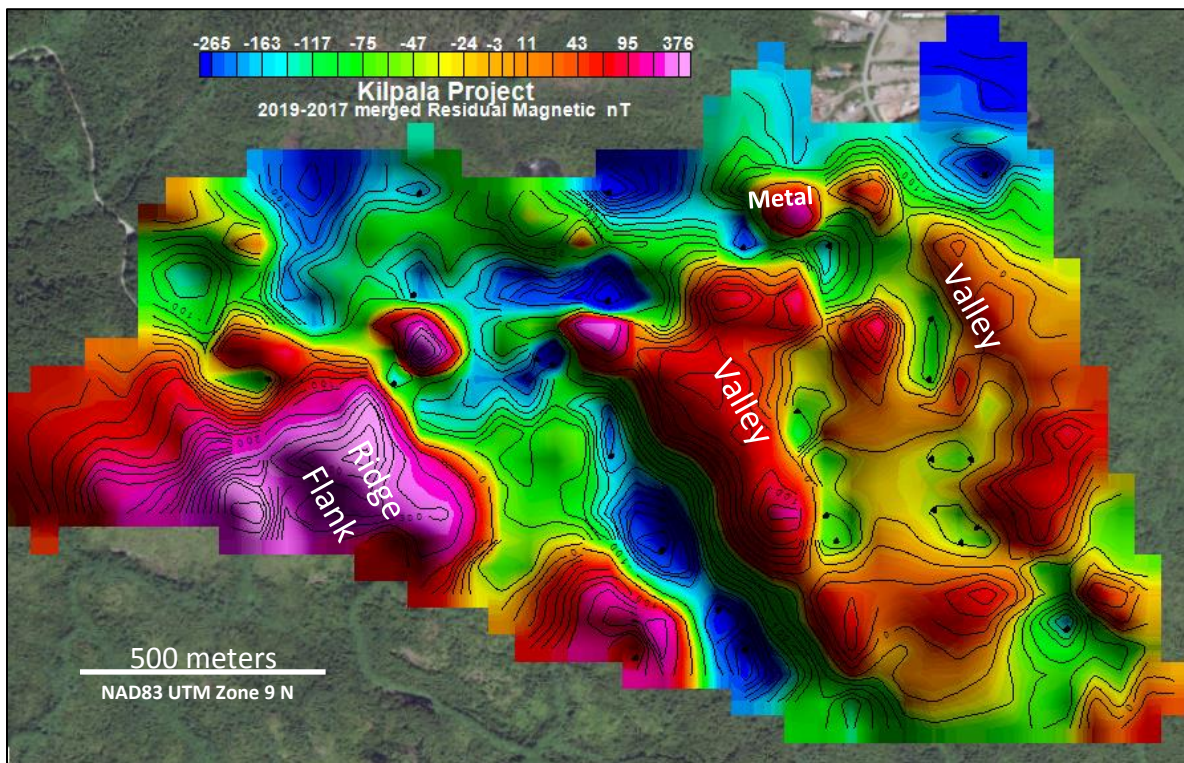 -265 -163 -117 -75 -47 -24 -3 11 43 95 376
Kilpala Project
2019-2017 merged Residual Magnetic nT
Metal
Valley
Valley
Ridge
Flank
500 meters
NAD83 UTM Zone 9 N